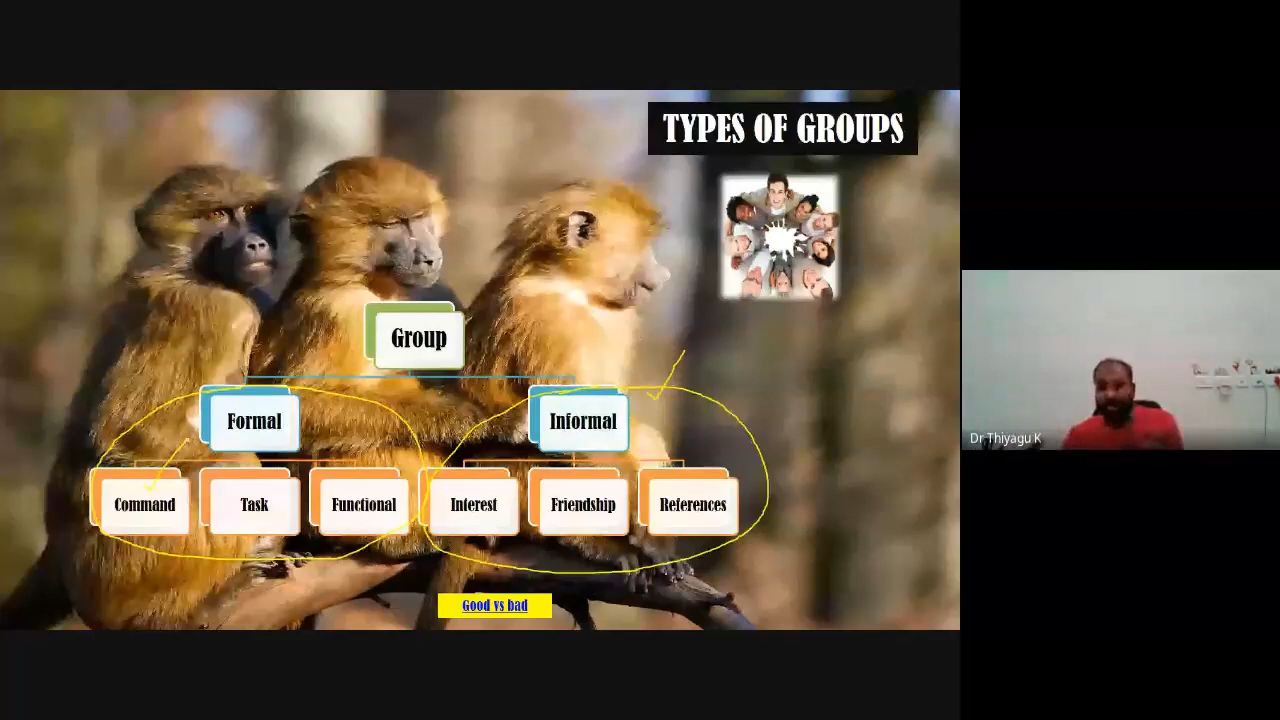 TYPES OF GROUPS
Group
Formal
Informal
Command
Task
Functional
Interest
Friendship
References
Good vs bad
Dr Thiyagu K